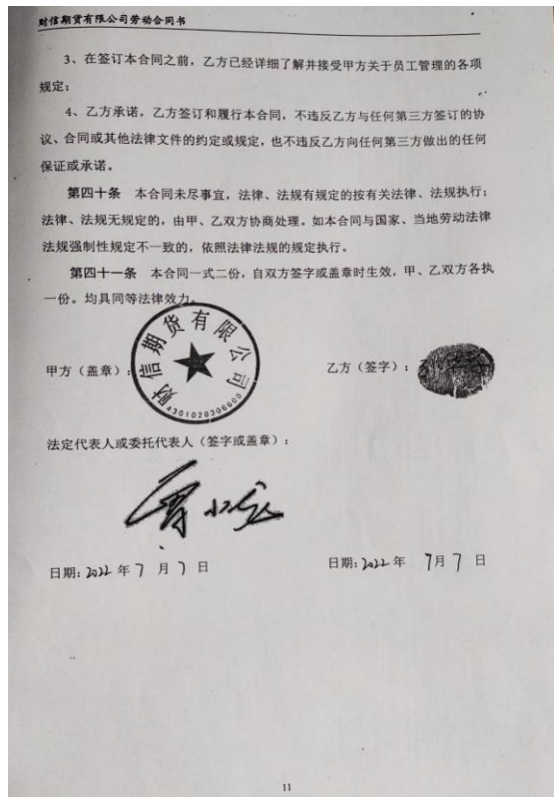 财信期货有限公司劳动合同书
3、在签订本合同之前，乙方已经详细了解并接受甲方关于员工管理的各项
规定；
4、乙方承诺，乙方签订和履行本合同，不违反乙方与任何第三方签订的协
议、合同或其他法律文件的约定或规定，也不违反乙方向任何第三方做出的任何
保证或承诺。
第四十条 本合同未尽事宜，法律、法规有规定的按有关法律、法规执行；
法律、法规无规定的，由甲、乙双方协商处理。如本合同与国家、当地劳动法律
法规强制性规定不一致的，依照法律法规的规定执行。
第四十一条 本合同一式二份，自双方签字或盖章时生效，甲、乙双方各执
一份。均具同等法律效力。
甲方（盖章）：
财信期货有限公司
4301020306600
乙方（签字）：
法定代表人或委托代表人（签字或盖章）：
日期：2022年7月7日
日期：2022年 7月7日
11